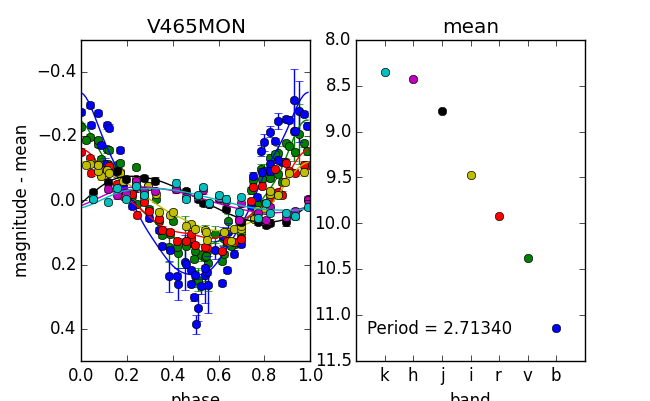 V465MON
mean
magnitude - mean
−0.4
−0.2
0.0
0.2
0.4
0.0 0.2 0.4 0.6 0.8 1.0
phase
8.0
8.5
9.0
9.5
10.0
10.5
11.0
11.5
Period = 2.71340
k h j i r v b
band